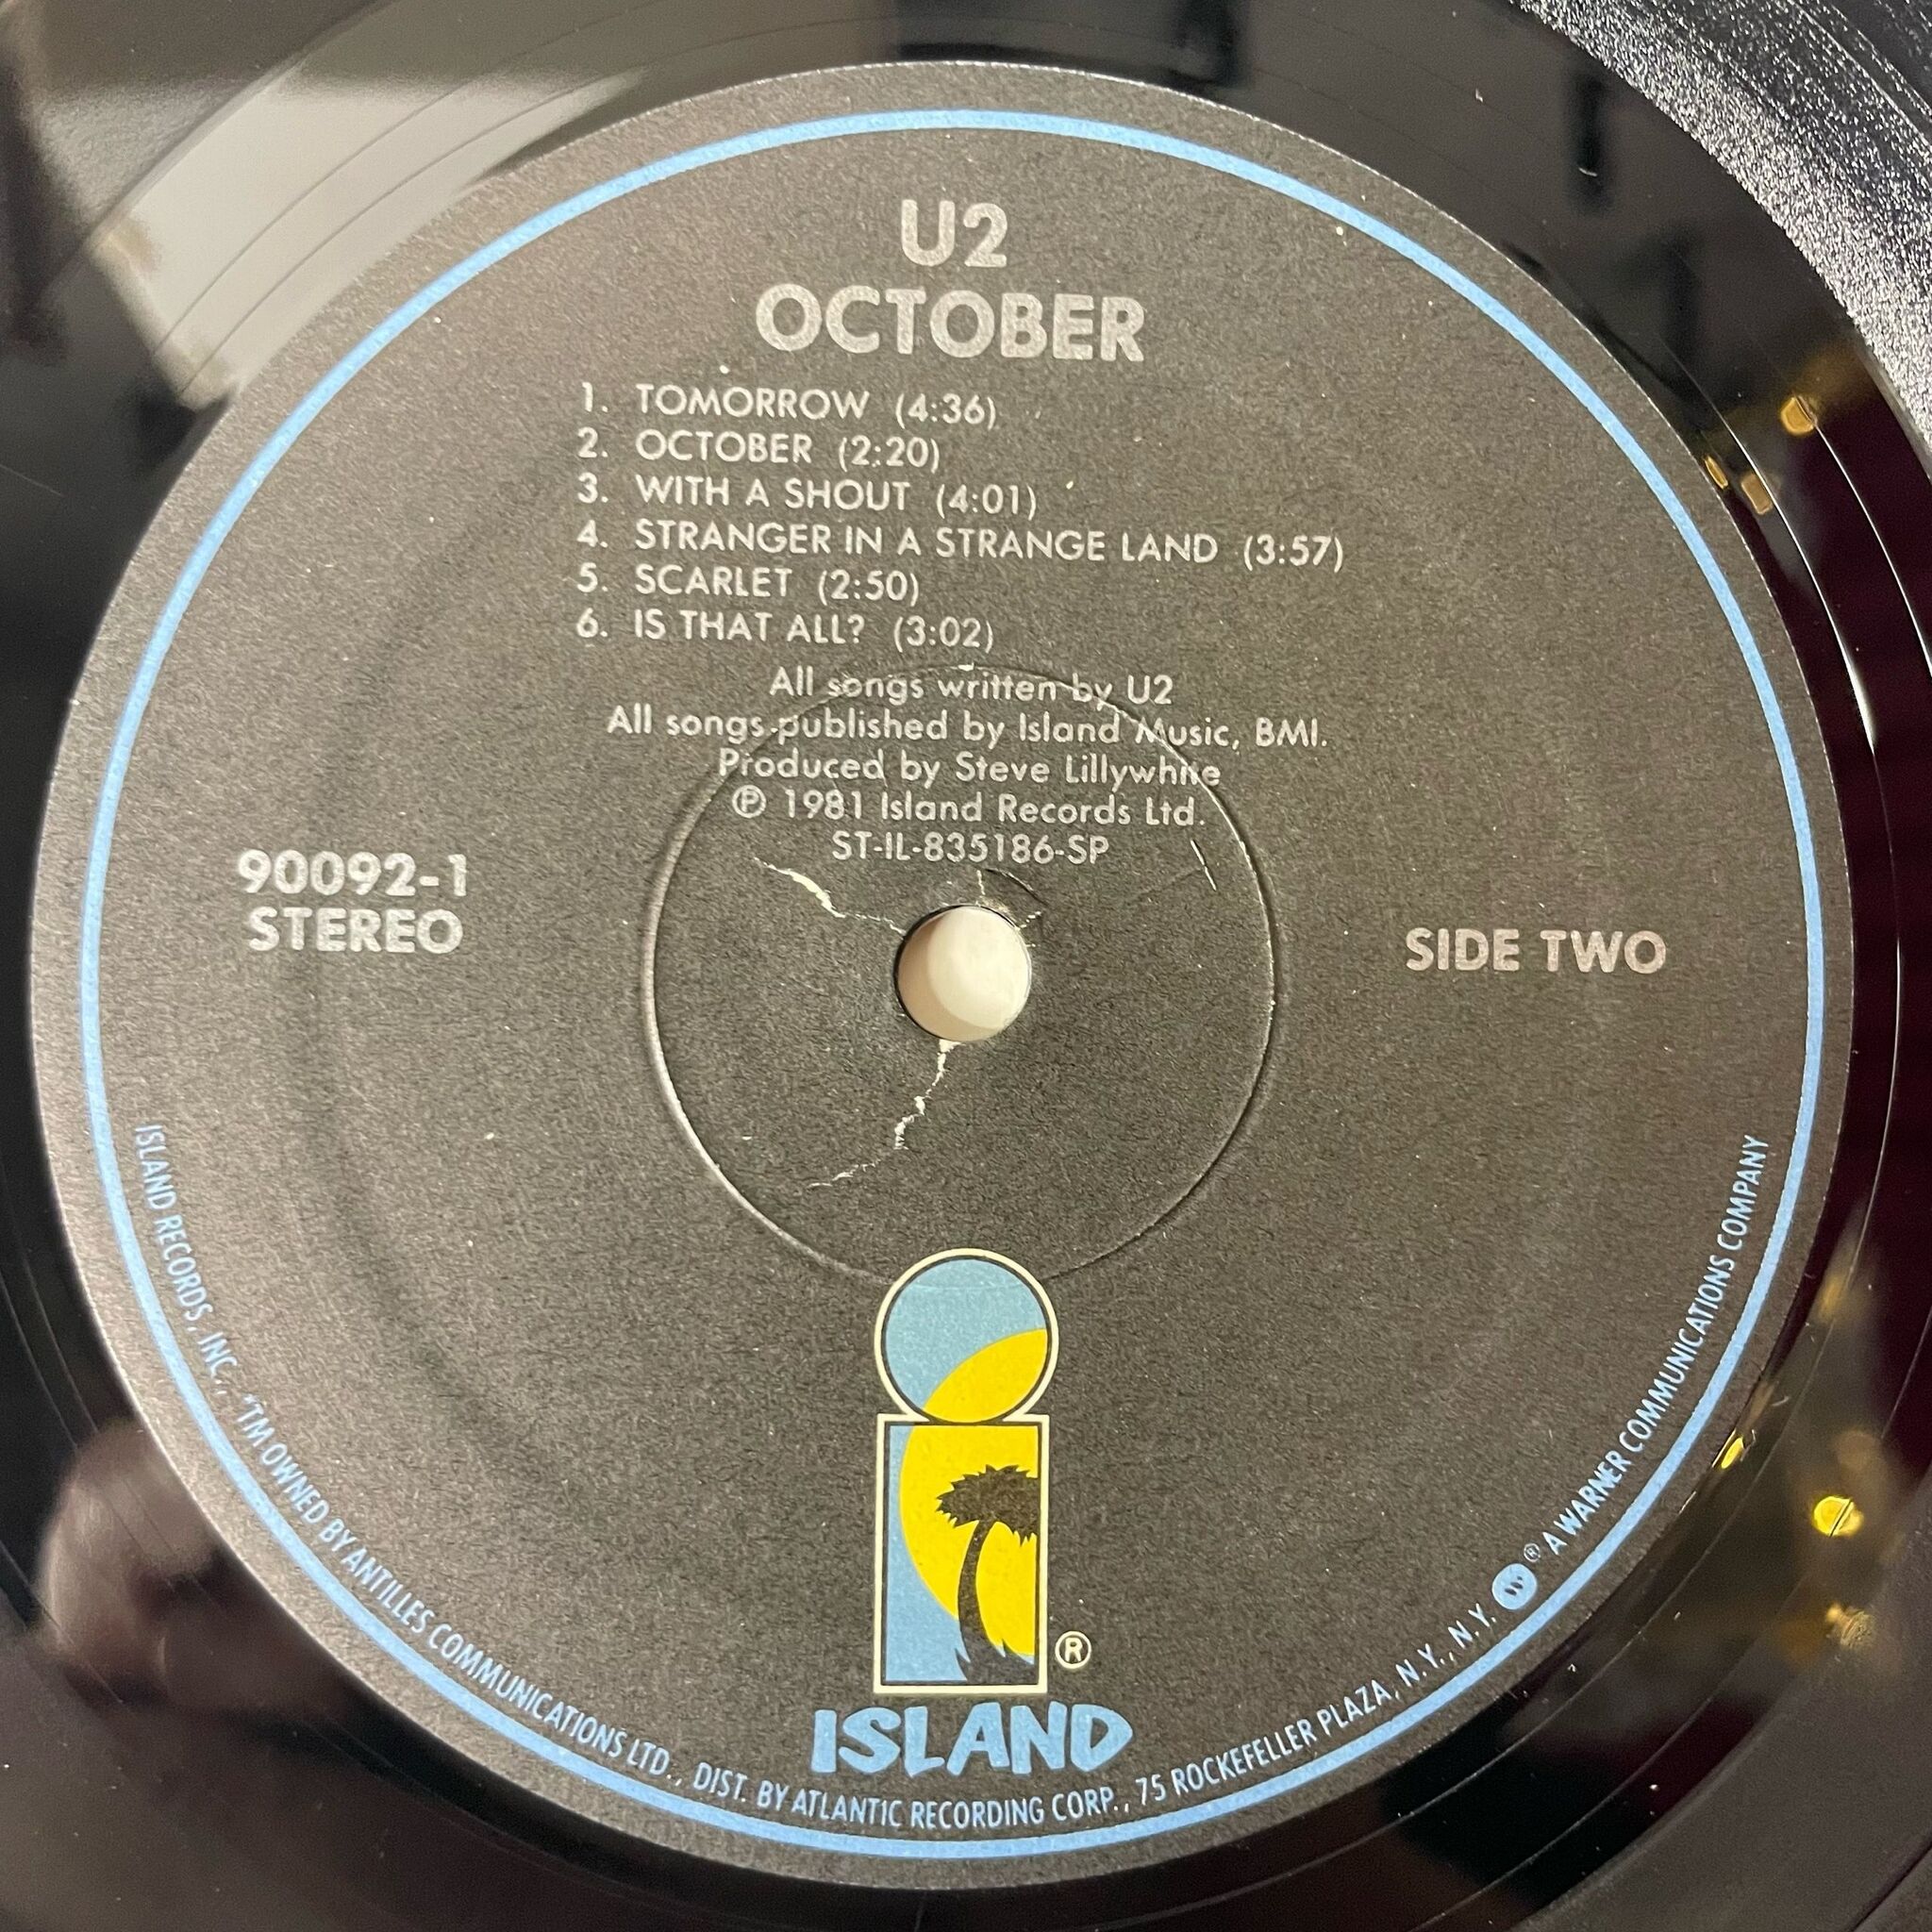 U2
OCTOBER
1. TOMORROW (4:36)
2. OCTOBER (2:20)
3. WITH A SHOUT (4:01)
4. STRANGER IN A STRANGE LAND (3:57)
5. SCARLET (2:50)
6. IS THAT ALL? (3:02)
All songs written by U2
All songs published by Island Music, BMI.
Produced by Steve Lillywhite
℗ 1981 Island Records Ltd.
ST-IL-835186-SP
90092-1
STEREO
SIDE TWO
®
ISLAND
ISLAND RECORDS, INC., *TM OWNED BY ANTILLES COMMUNICATIONS LTD., DIST. BY ATLANTIC RECORDING CORP., 75 ROCKEFELLER PLAZA, N.Y., N.Y. ® A WARNER COMMUNICATIONS COMPANY